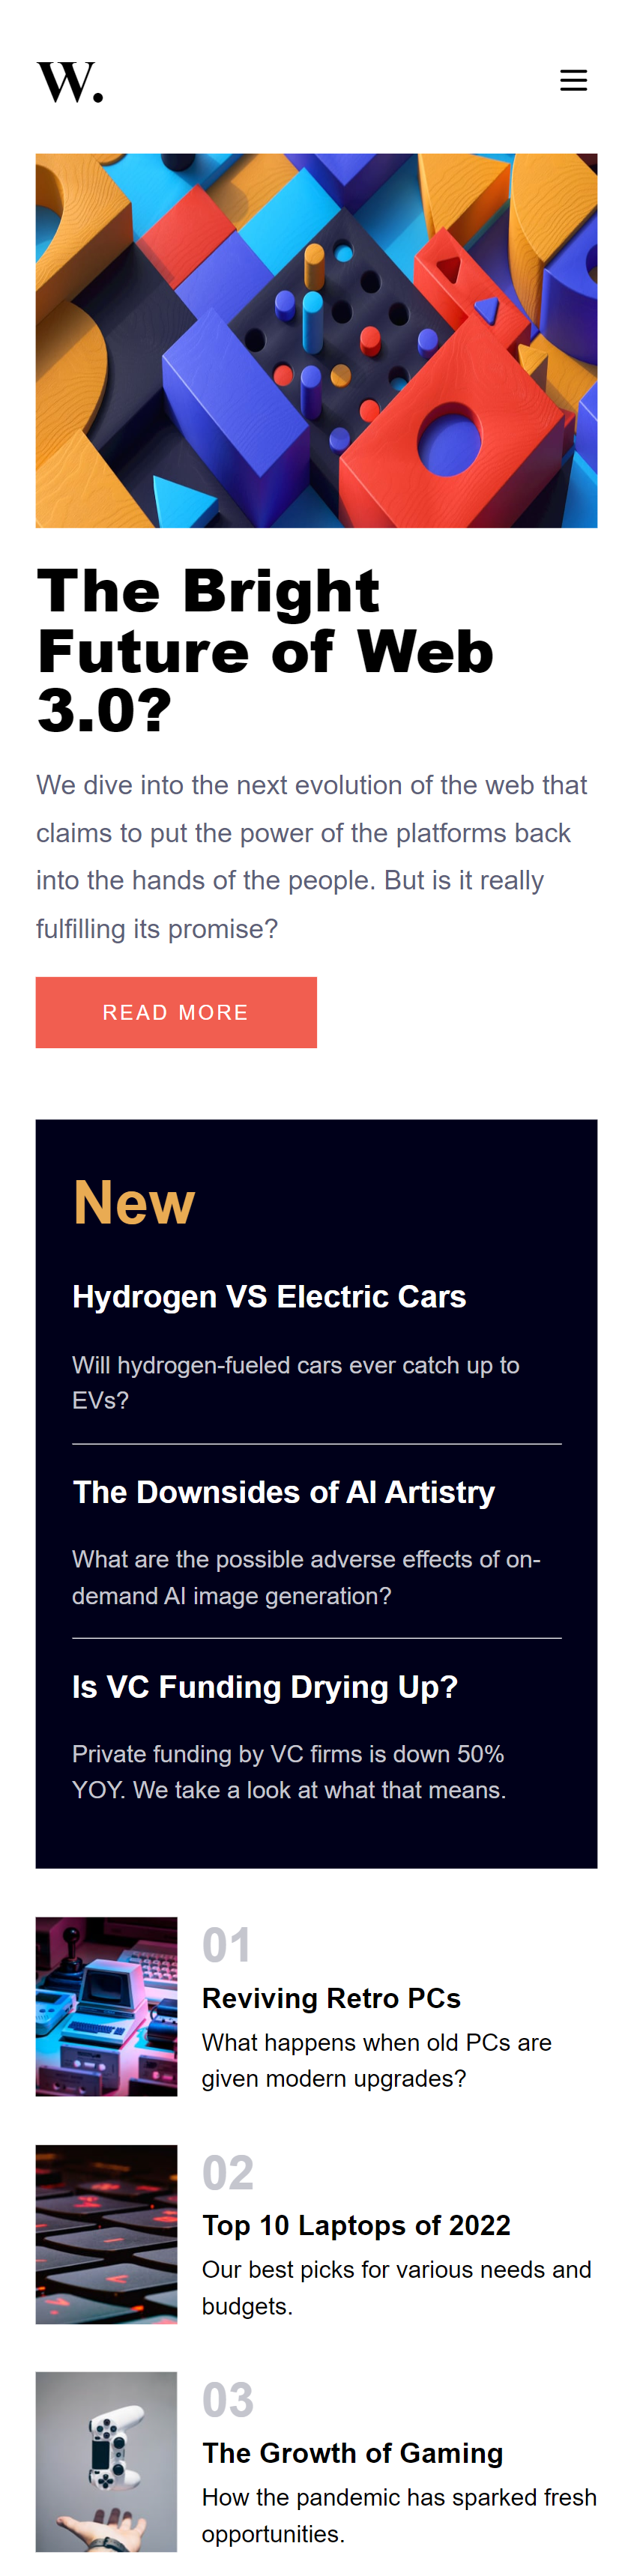 W.
The Bright
Future of Web
3.0?
We dive into the next evolution of the web that
claims to put the power of the platforms back
into the hands of the people. But is it really
fulfilling its promise?
READ MORE
New
Hydrogen VS Electric Cars
Will hydrogen-fueled cars ever catch up to
EVs?
The Downsides of AI Artistry
What are the possible adverse effects of on-
demand AI image generation?
Is VC Funding Drying Up?
Private funding by VC firms is down 50%
YOY. We take a look at what that means.
01
Reviving Retro PCs
What happens when old PCs are
given modern upgrades?
02
Top 10 Laptops of 2022
Our best picks for various needs and
budgets.
03
The Growth of Gaming
How the pandemic has sparked fresh
opportunities.